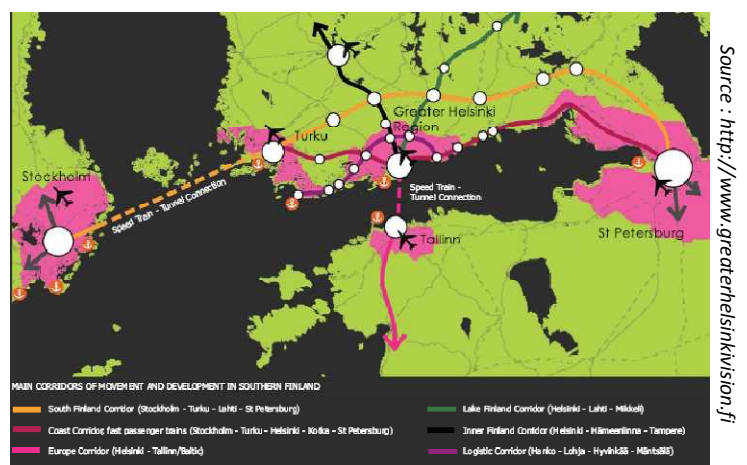 Greater Helsinki
Region
Turku
Stockholm
Speed Train - Tunnel Connection
Speed Train -
Tunnel Connection
Tallinn
St Petersburg
MAIN CORRIDORS OF MOVEMENT AND DEVELOPMENT IN SOUTHERN FINLAND
South Finland Corridor (Stockholm - Turku - Lahti - St Petersburg)
Coast Corridor, fast passenger trains (Stockholm - Turku - Helsinki - Kotka - St Petersburg)
Europe Corridor (Helsinki - Tallinn/Baltic)
Lake Finland Corridor (Helsinki - Lahti - Mikkeli)
Inner Finland Corridor (Helsinki - Hämeenlinna - Tampere)
Logistic Corridor (Hanko - Lohja - Hyvinkää - Mäntsälä)
Source : http://www.greaterhelsinkivision.fi